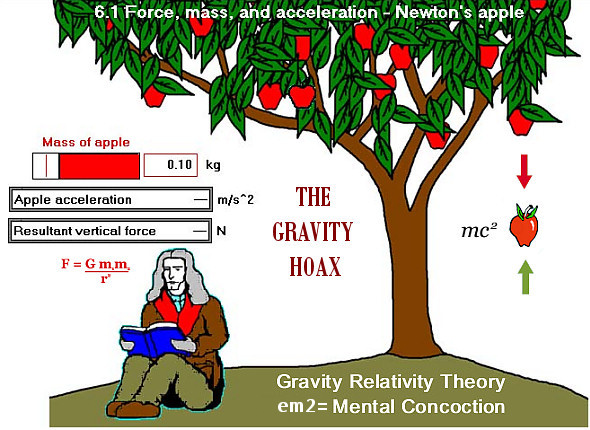 6.1 Force, mass, and acceleration - Newton's apple
Mass of apple
0.10 kg
Apple acceleration — m/s^2
Resultant vertical force — N
THE
GRAVITY
HOAX
mc²
F = G m,m,
r²
Gravity Relativity Theory
em2= Mental Concoction